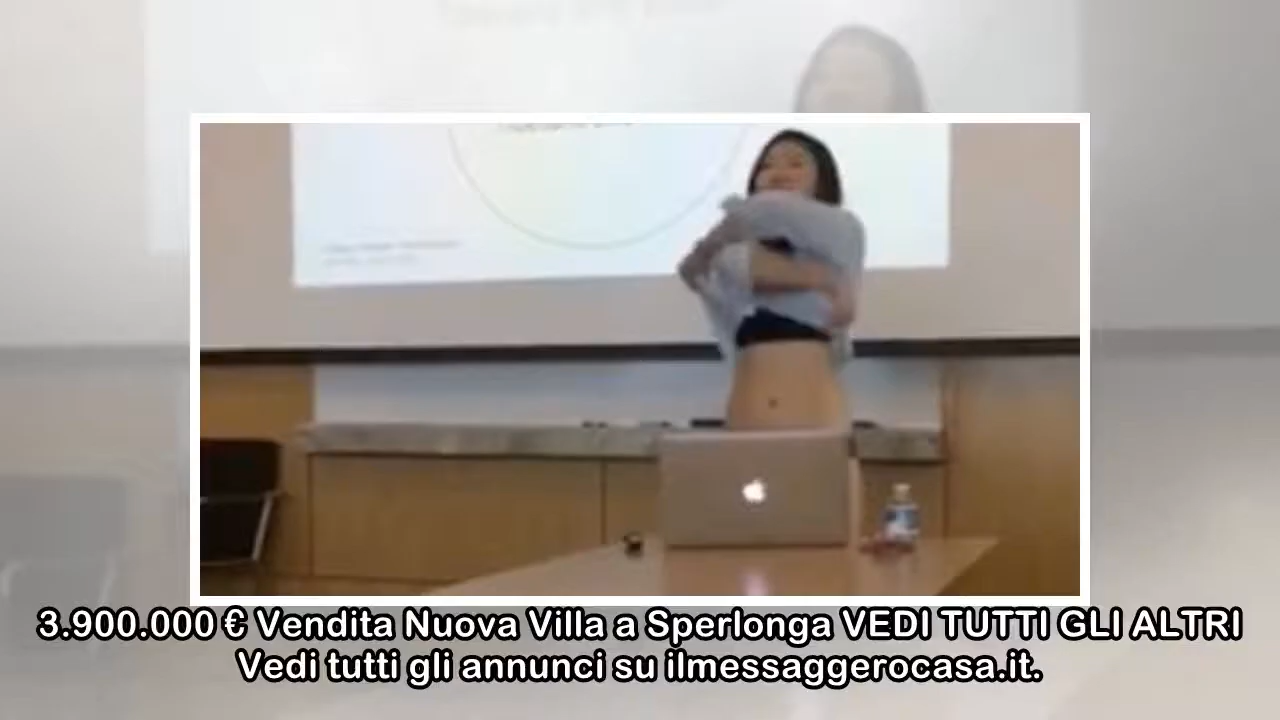 3.900.000 € Vendita Nuova Villa a Sperlonga VEDI TUTTI GLI ALTRI
Vedi tutti gli annunci su ilmessaggerocasa.it.